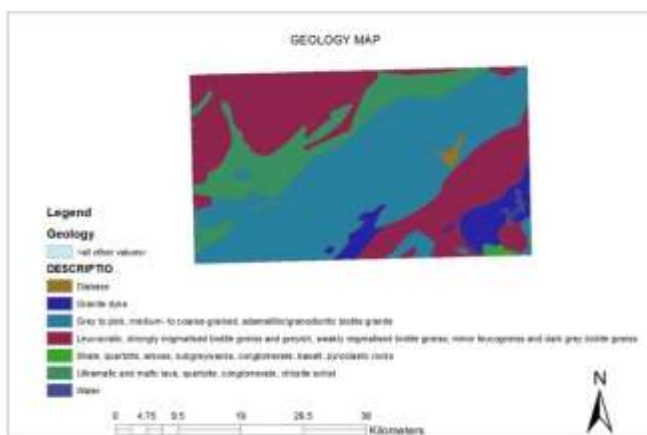 GEOLOGY MAP
Legend
Geology
<all other values>
DESCRIPTIO
Diabase
Granite dyke
Grey to pink, medium- to coarse-grained, adamellitic/granodioritic biotite granite
Leucocratic, strongly migmatised biotite gneiss and greyish, weakly migmatised biotite gneiss; minor leucogneiss and dark grey biotite gneiss
Shale, quartzite, arkose, subgreywacke, conglomerate, basalt, pyroclastic rocks
Ultramafic and mafic lava, quartzite, conglomerate, chlorite schist
Water
N
0 4.75 9.5 19 28.5 38
Kilometers